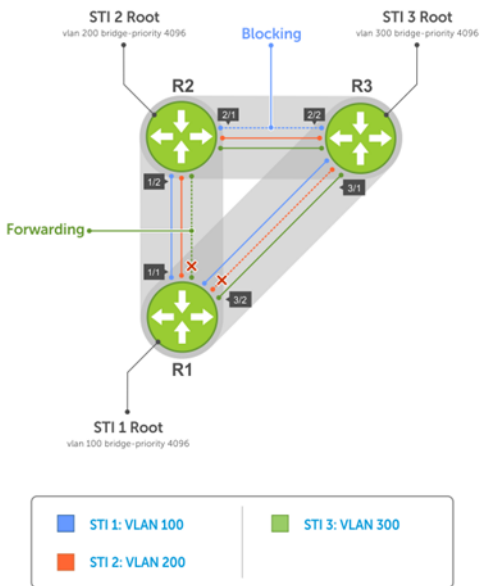 STI 2 Root
vlan 200 bridge-priority 4096
STI 3 Root
vlan 300 bridge-priority 4096
Blocking
R2
R3
2/1
2/2
1/2
3/1
Forwarding
1/1
3/2
R1
STI 1 Root
vlan 100 bridge-priority 4096
STI 1: VLAN 100
STI 3: VLAN 300
STI 2: VLAN 200